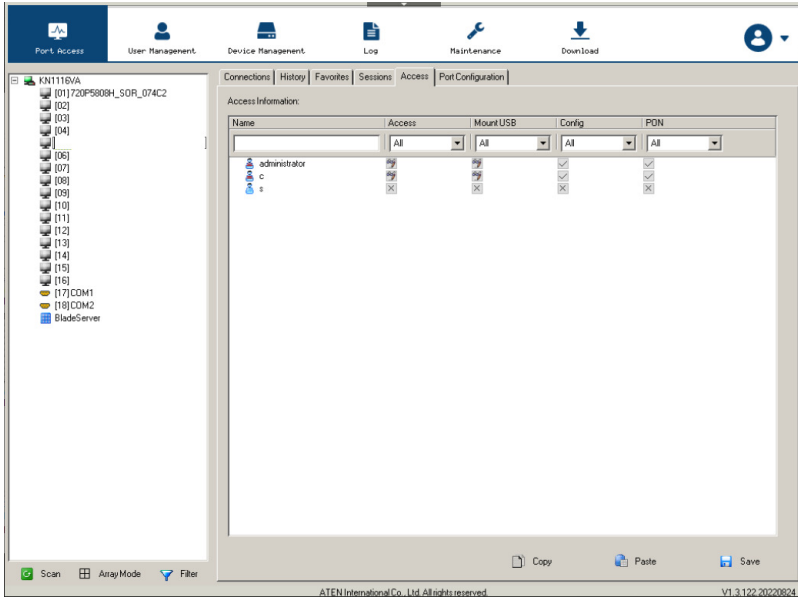 Port Access
User Management
Device Management
Log
Maintenance
Download
KN1116VA
[01]720P5808H_SOR_074C2
[02]
[03]
[04]
[06]
[07]
[08]
[09]
[10]
[11]
[12]
[13]
[14]
[15]
[16]
[17]COM1
[18]COM2
BladeServer
Scan
ArrayMode
Filter
Connections History Favorites Sessions Access Port Configuration
Access Information:
Name Access Mount USB Config PON
All All All All
administrator
c
s
Copy
Paste
Save
ATEN International Co., Ltd. All rights reserved.
V1.3.122.20220824